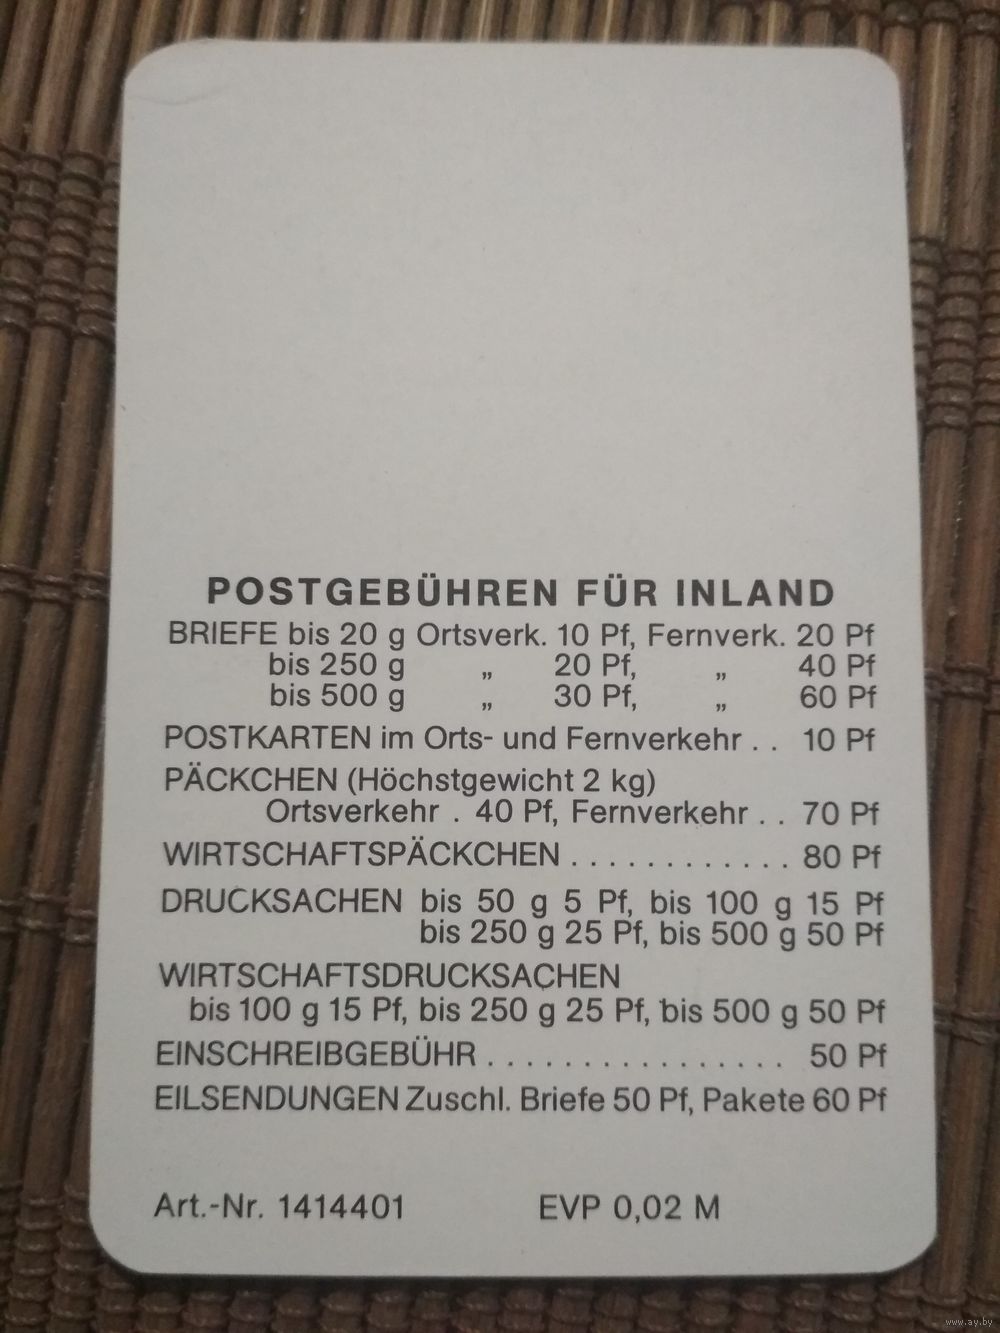 POSTGEBÜHREN FÜR INLAND
BRIEFE bis 20 g Ortsverk. 10 Pf, Fernverk. 20 Pf
bis 250 g „ 20 Pf, „ 40 Pf
bis 500 g „ 30 Pf, „ 60 Pf
POSTKARTEN im Orts- und Fernverkehr . . 10 Pf
PÄCKCHEN (Höchstgewicht 2 kg)
Ortsverkehr . 40 Pf, Fernverkehr . . 70 Pf
WIRTSCHAFTSPÄCKCHEN . . . . . . . . . . . . . 80 Pf
DRUCKSACHEN bis 50 g 5 Pf, bis 100 g 15 Pf
bis 250 g 25 Pf, bis 500 g 50 Pf
WIRTSCHAFTSDRUCKSACHEN
bis 100 g 15 Pf, bis 250 g 25 Pf, bis 500 g 50 Pf
EINSCHREIBGEBÜHR . . . . . . . . . . . . . . . . . 50 Pf
EILSENDUNGEN Zuschl. Briefe 50 Pf, Pakete 60 Pf
Art.-Nr. 1414401 EVP 0,02 M
www.ay.by